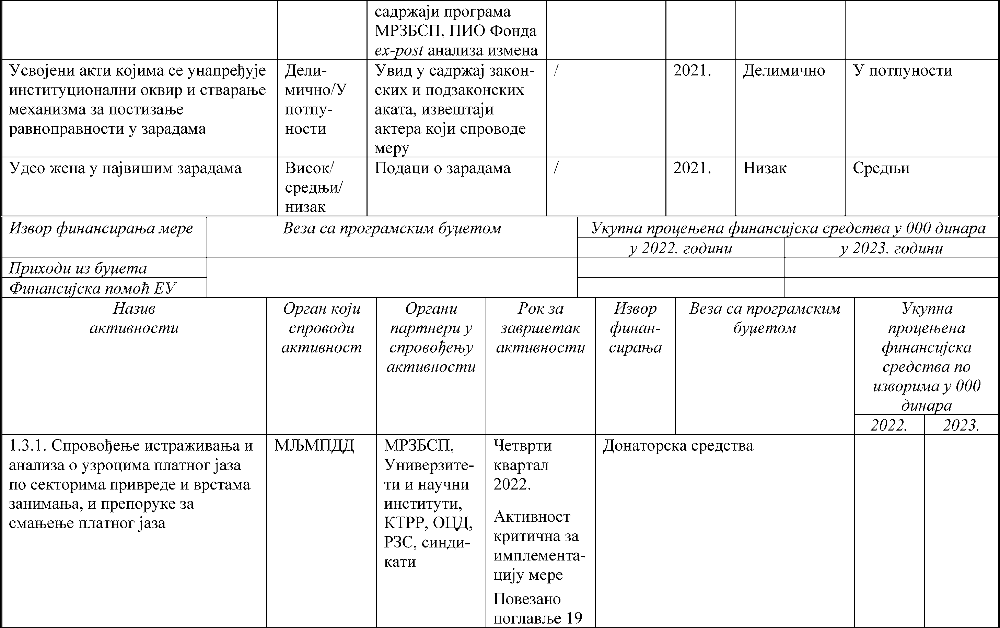 садржаји програма
МРЗБСП, ПИО Фонда
ex-post анализа измена
Усвојени акти којима се унапређује
институционални оквир и стварање
механизма за постизање
равноправности у зарадама
Дели-
мично/У
потпу-
ности
Увид у садржај закон-
ских и подзаконских
аката, извештаји
актера који спроводе
меру
/
2021.
Делимично
У потпуности
Удео жена у највишим зарадама
Висок/
средњи/
низак
Подаци о зарадама
/
2021.
Низак
Средњи
Извор финансирања мере
Веза са програмским буџетом
Укупна процењена финансијска средства у 000 динара
у 2022. години
у 2023. години
Приходи из буџета
Финансијска помоћ ЕУ
Назив
активности
Орган који
спроводи
активност
Органи
партнери у
спровођењу
активности
Рок за
завршетак
активности
Извор
финан-
сирања
Веза са програмским
буџетом
Укупна
процењена
финансијска
средства по
изворима у 000
динара
2022.
2023.
1.3.1. Спровођење истраживања и
анализа о узроцима платног јаза
по секторима привреде и врстама
занимања, и препоруке за
смањење платног јаза
МЉМПДД
МРЗБСП,
Универзите-
ти и научни
институти,
КТРР, ОЦД,
РЗС, синди-
кати
Четврти
квартал
2022.
Активност
критична за
имплемента-
цију мере
Повезано
поглавље 19
Донаторска средства